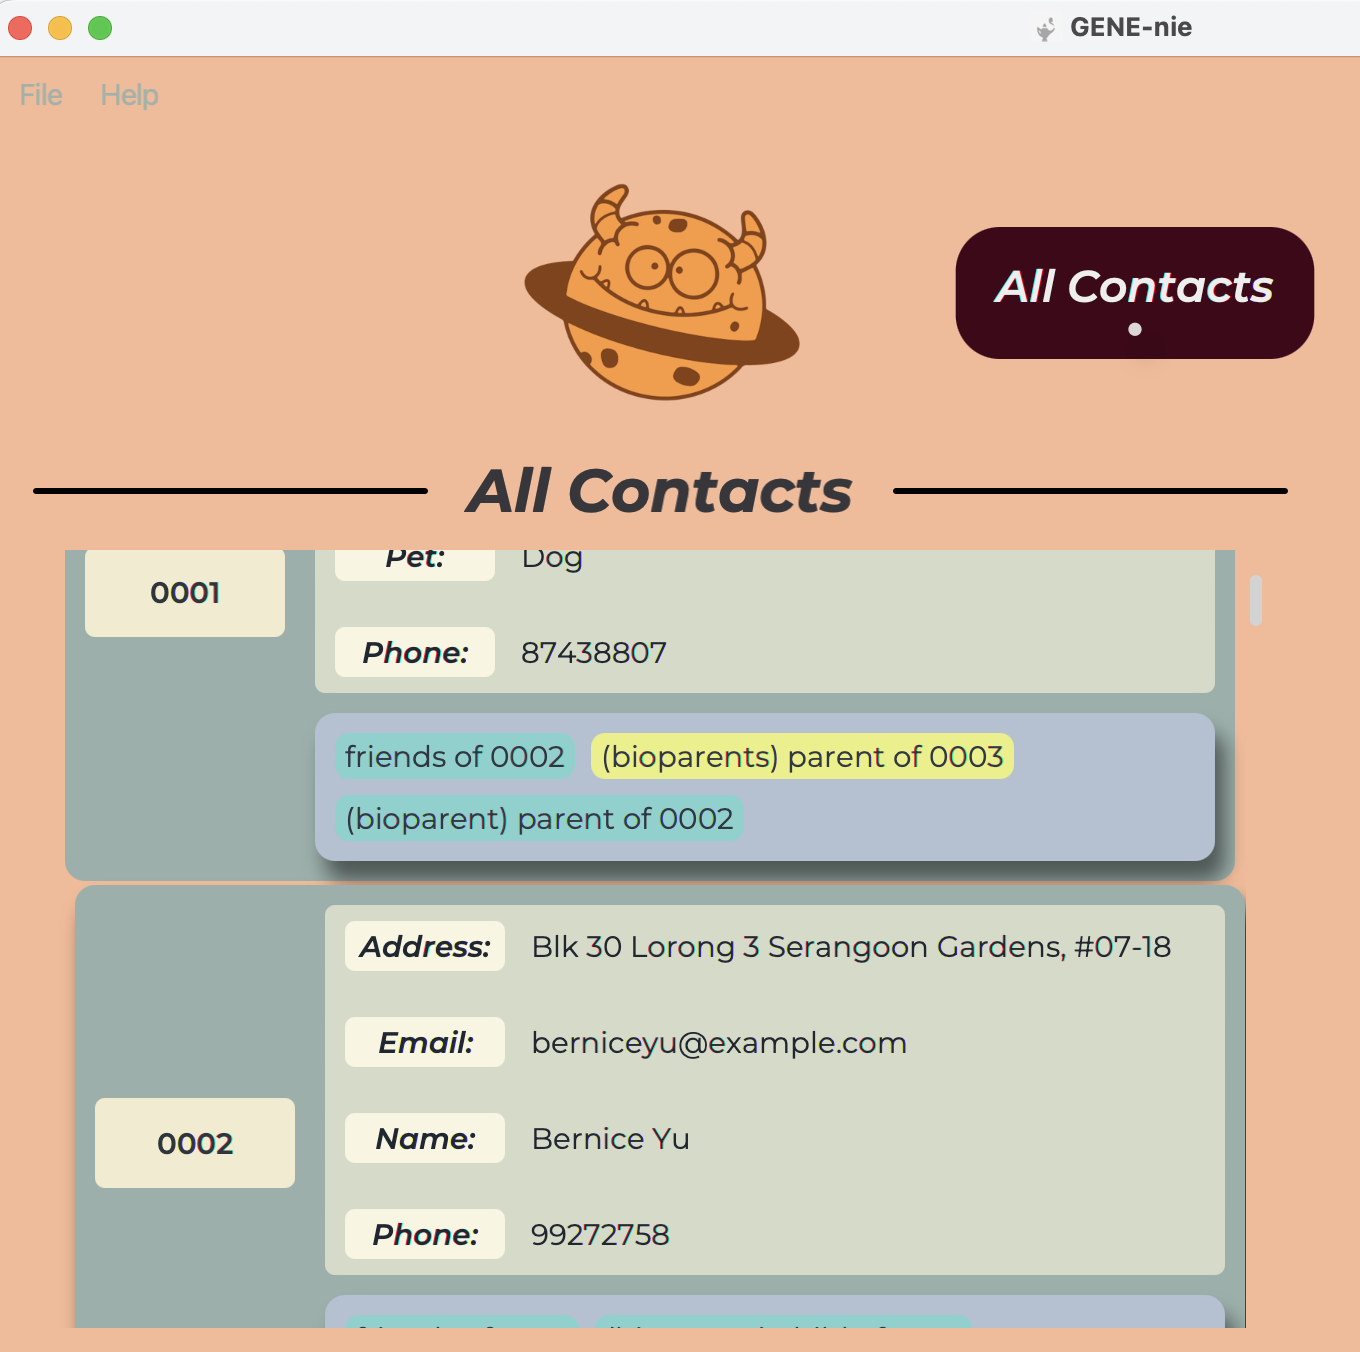 GENE-nie
File Help
All Contacts
All Contacts
0001
Pet: Dog
Phone: 87438807
friends of 0002 (bioparents) parent of 0003
(bioparent) parent of 0002
0002
Address: Blk 30 Lorong 3 Serangoon Gardens, #07-18
Email: berniceyu@example.com
Name: Bernice Yu
Phone: 99272758